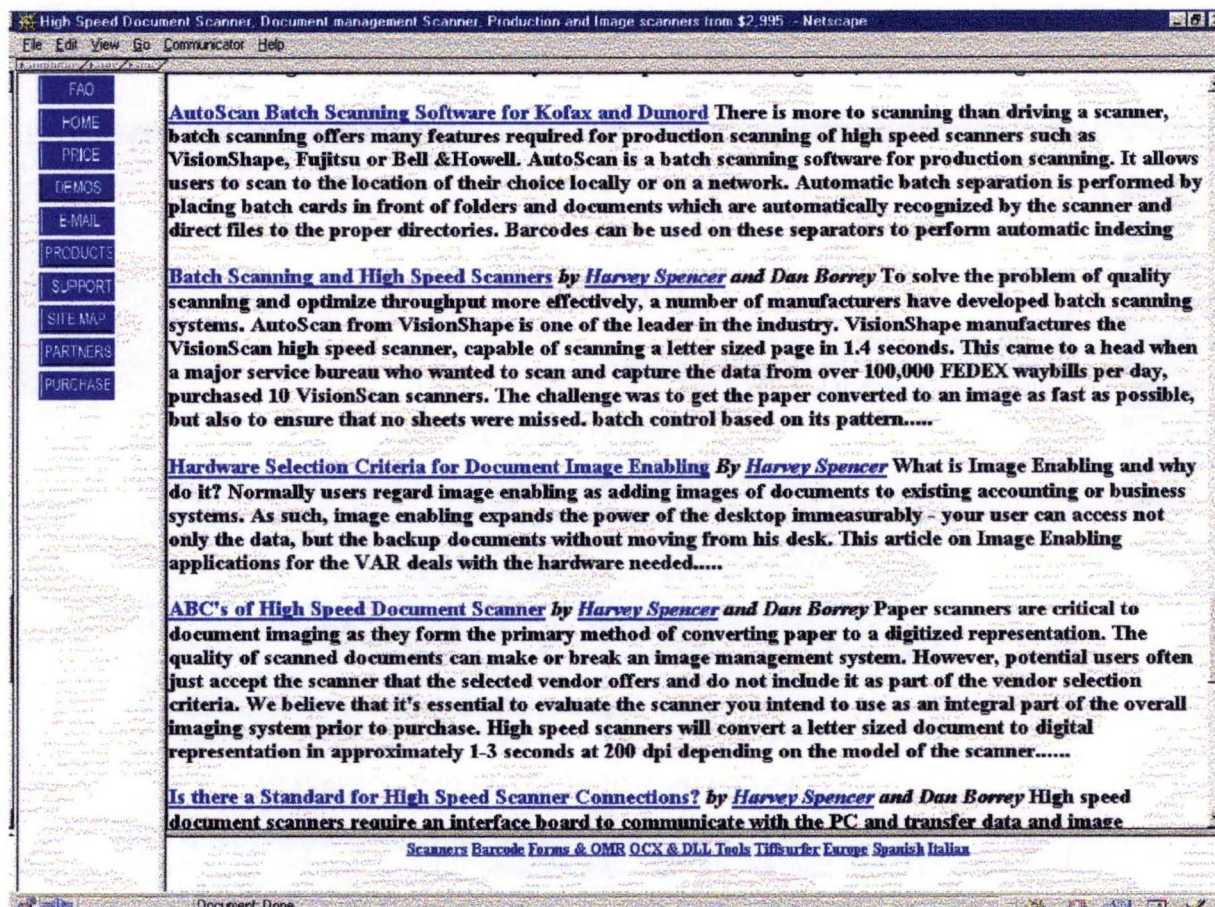 High Speed Document Scanner, Document management Scanner, Production and Image scanners from $2,995 - Netscape
File Edit View Go Communicator Help
FAQ
HOME
PRICE
DEMOS
E-MAIL
PRODUCTS
SUPPORT
SITE MAP
PARTNERS
PURCHASE
AutoScan Batch Scanning Software for Kofax and Dunord There is more to scanning than driving a scanner,
batch scanning offers many features required for production scanning of high speed scanners such as
VisionShape, Fujitsu or Bell &Howell. AutoScan is a batch scanning software for production scanning. It allows
users to scan to the location of their choice locally or on a network. Automatic batch separation is performed by
placing batch cards in front of folders and documents which are automatically recognized by the scanner and
direct files to the proper directories. Barcodes can be used on these separators to perform automatic indexing
Batch Scanning and High Speed Scanners by Harvey Spencer and Dan Borrey To solve the problem of quality
scanning and optimize throughput more effectively, a number of manufacturers have developed batch scanning
systems. AutoScan from VisionShape is one of the leader in the industry. VisionShape manufactures the
VisionScan high speed scanner, capable of scanning a letter sized page in 1.4 seconds. This came to a head when
a major service bureau who wanted to scan and capture the data from over 100,000 FEDEX waybills per day,
purchased 10 VisionScan scanners. The challenge was to get the paper converted to an image as fast as possible,
but also to ensure that no sheets were missed. batch control based on its pattern.....
Hardware Selection Criteria for Document Image Enabling By Harvey Spencer What is Image Enabling and why
do it? Normally users regard image enabling as adding images of documents to existing accounting or business
systems. As such, image enabling expands the power of the desktop immeasurably - your user can access not
only the data, but the backup documents without moving from his desk. This article on Image Enabling
applications for the VAR deals with the hardware needed.....
ABC's of High Speed Document Scanner by Harvey Spencer and Dan Borrey Paper scanners are critical to
document imaging as they form the primary method of converting paper to a digitized representation. The
quality of scanned documents can make or break an image management system. However, potential users often
just accept the scanner that the selected vendor offers and do not include it as part of the vendor selection
criteria. We believe that it's essential to evaluate the scanner you intend to use as an integral part of the overall
imaging system prior to purchase. High speed scanners will convert a letter sized document to digital
representation in approximately 1-3 seconds at 200 dpi depending on the model of the scanner......
Is there a Standard for High Speed Scanner Connections? by Harvey Spencer and Dan Borrey High speed
document scanners require an interface board to communicate with the PC and transfer data and image
Scanners Barcode Forms & OMR OCX & DLL Tools Tiffsurfer Europe Spanish Italian
Document: Done